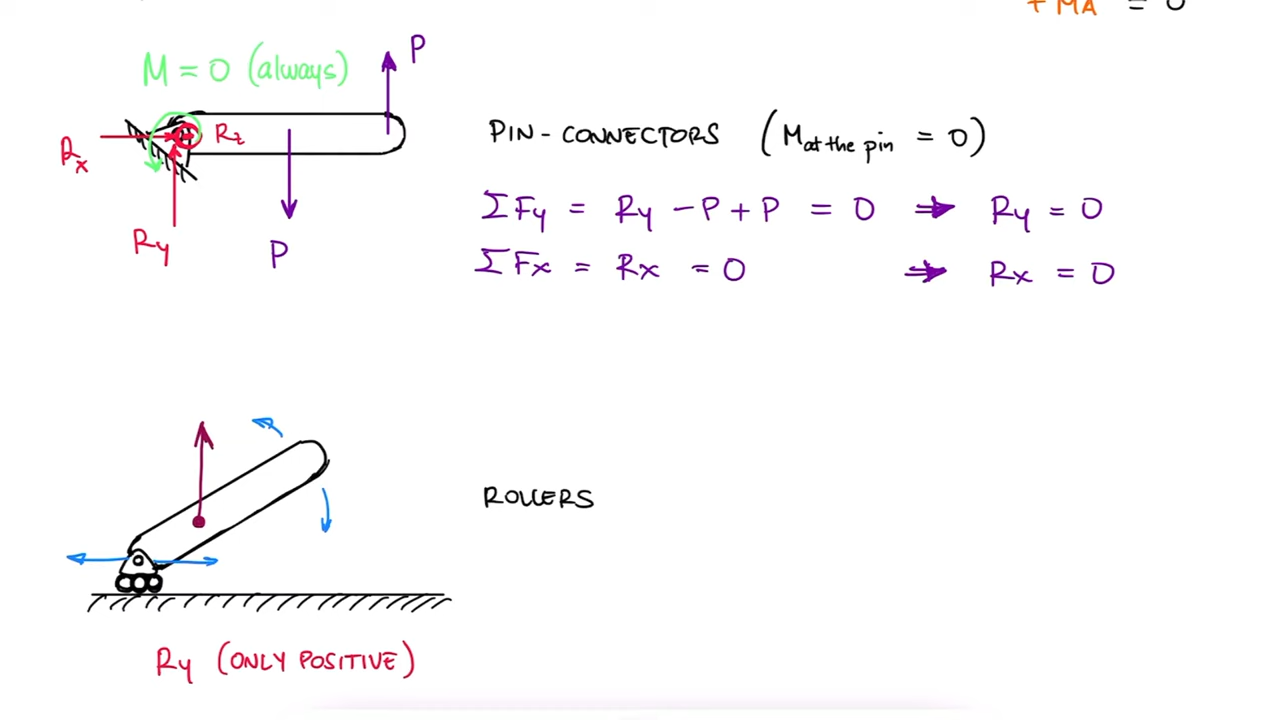 + MA = 0
M = 0 (always)
P
Rz
Rx
Ry
P
PIN-CONNECTORS (Mat the pin = 0)
ΣFy = Ry - P + P = 0 ⇒ Ry = 0
ΣFx = Rx = 0 ⇒ Rx = 0
ROLLERS
Ry (ONLY POSITIVE)